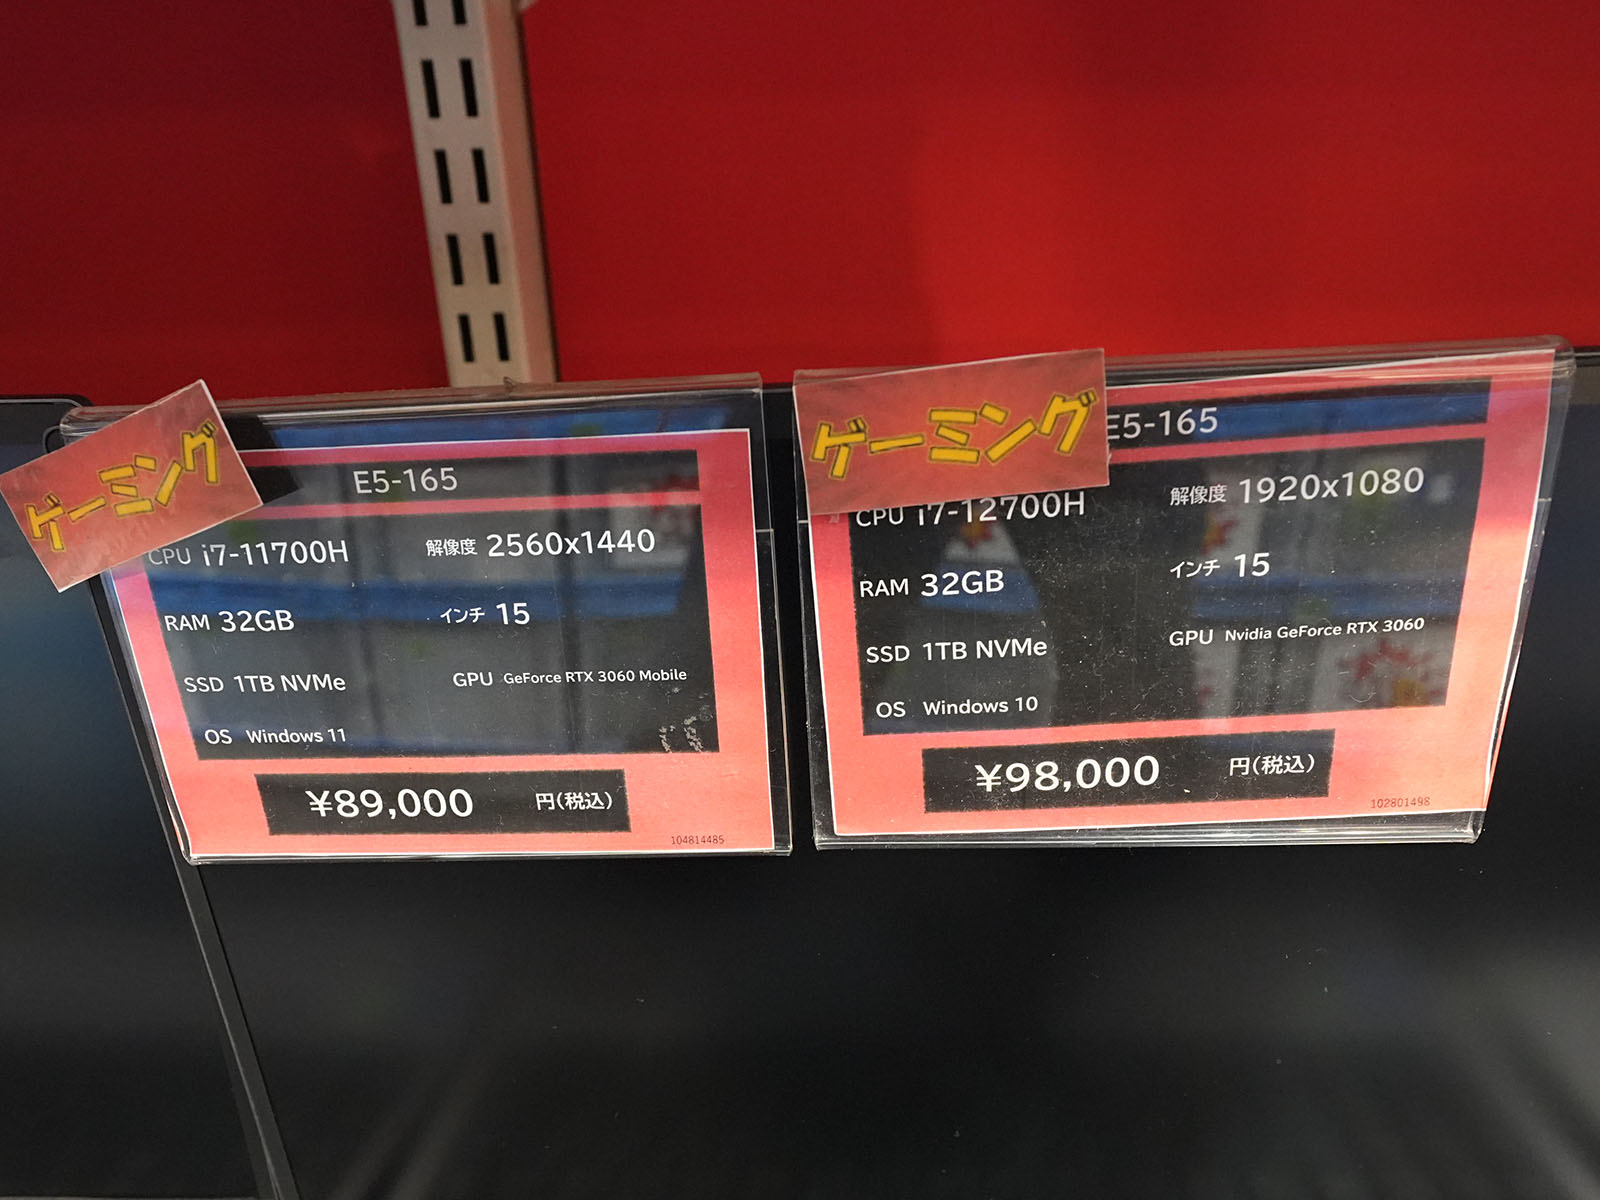 ゲーミング
E5-165
CPU i7-11700H
解像度 2560x1440
RAM 32GB
インチ 15
SSD 1TB NVMe
GPU GeForce RTX 3060 Mobile
OS Windows 11
¥89,000 円(税込)
104814485
ゲーミング
E5-165
CPU i7-12700H
解像度 1920x1080
RAM 32GB
インチ 15
SSD 1TB NVMe
GPU Nvidia GeForce RTX 3060
OS Windows 10
¥98,000 円(税込)
102801498